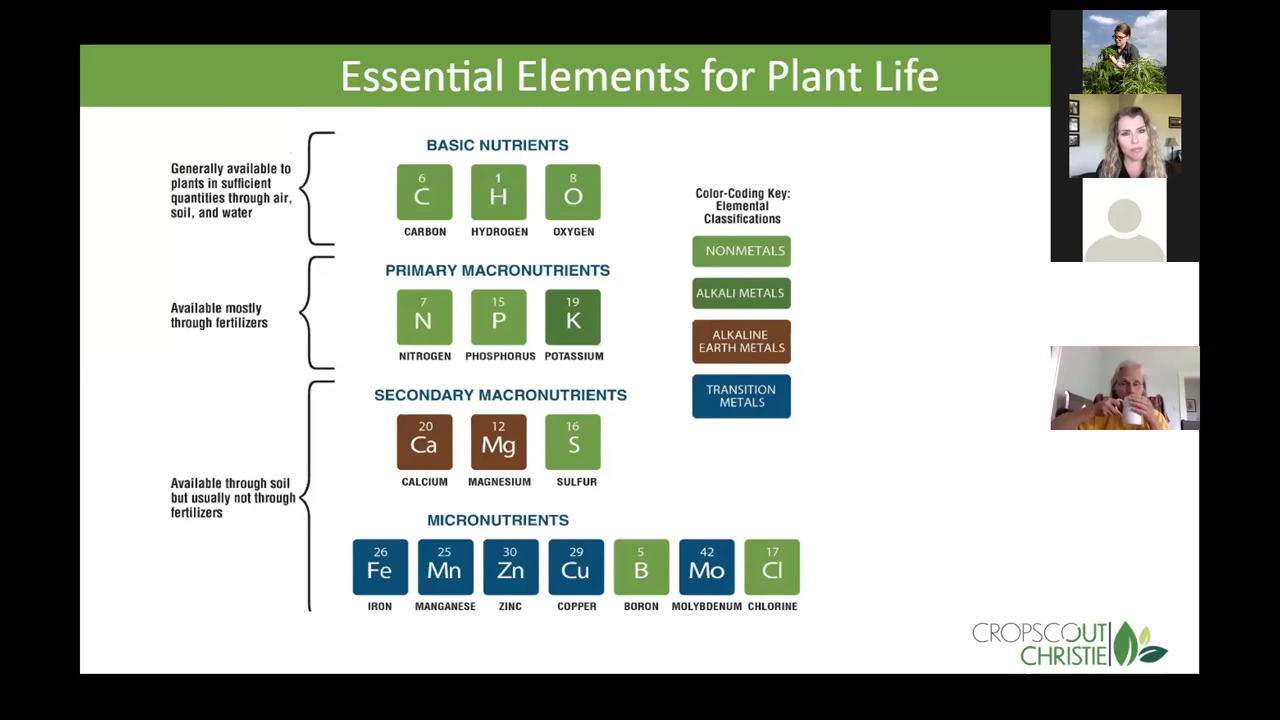 Essential Elements for Plant Life
Generally available to
plants in sufficient
quantities through air,
soil, and water
BASIC NUTRIENTS
6
C
CARBON
1
H
HYDROGEN
8
O
OXYGEN
Available mostly
through fertilizers
PRIMARY MACRONUTRIENTS
7
N
NITROGEN
15
P
PHOSPHORUS
19
K
POTASSIUM
Available through soil
but usually not through
fertilizers
SECONDARY MACRONUTRIENTS
20
Ca
CALCIUM
12
Mg
MAGNESIUM
16
S
SULFUR
MICRONUTRIENTS
26
Fe
IRON
25
Mn
MANGANESE
30
Zn
ZINC
29
Cu
COPPER
5
B
BORON
42
Mo
MOLYBDENUM
17
Cl
CHLORINE
Color-Coding Key:
Elemental
Classifications
NONMETALS
ALKALI METALS
ALKALINE
EARTH METALS
TRANSITION
METALS
CROPSCOUT
CHRISTIE